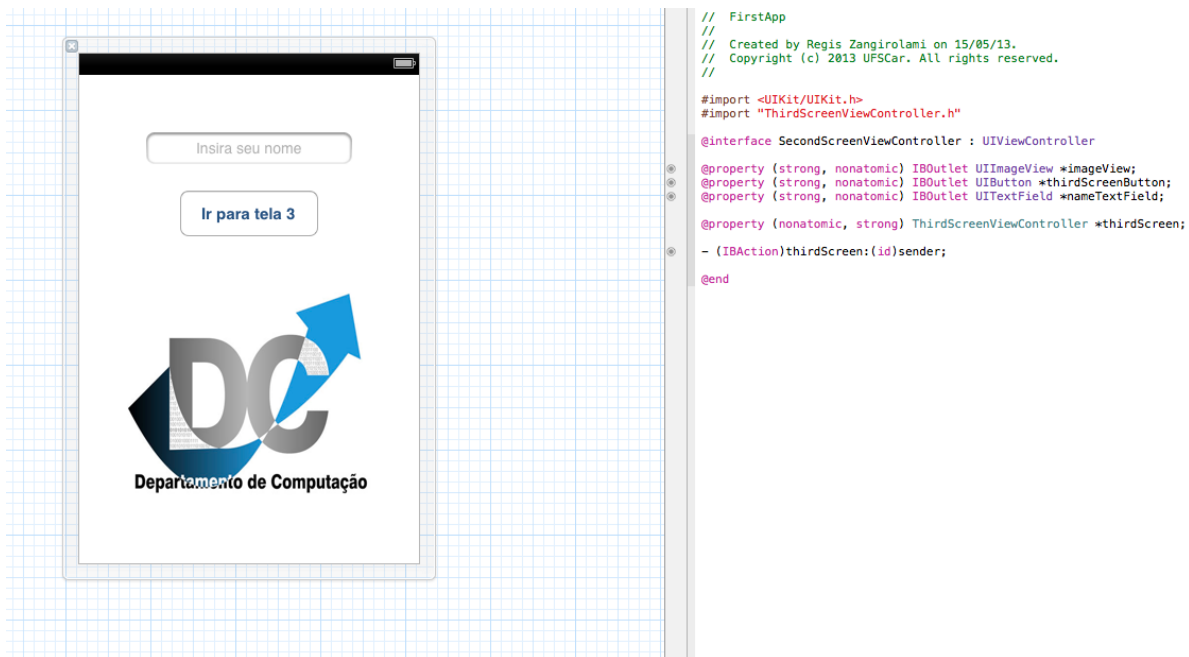 Insira seu nome
Ir para tela 3
DC
Departamento de Computação
//  FirstApp
//
//  Created by Regis Zangirolami on 15/05/13.
//  Copyright (c) 2013 UFSCar. All rights reserved.
//
#import <UIKit/UIKit.h>
#import "ThirdScreenViewController.h"
@interface SecondScreenViewController : UIViewController
@property (strong, nonatomic) IBOutlet UIImageView *imageView;
@property (strong, nonatomic) IBOutlet UIButton *thirdScreenButton;
@property (strong, nonatomic) IBOutlet UITextField *nameTextField;
@property (nonatomic, strong) ThirdScreenViewController *thirdScreen;
- (IBAction)thirdScreen:(id)sender;
@end